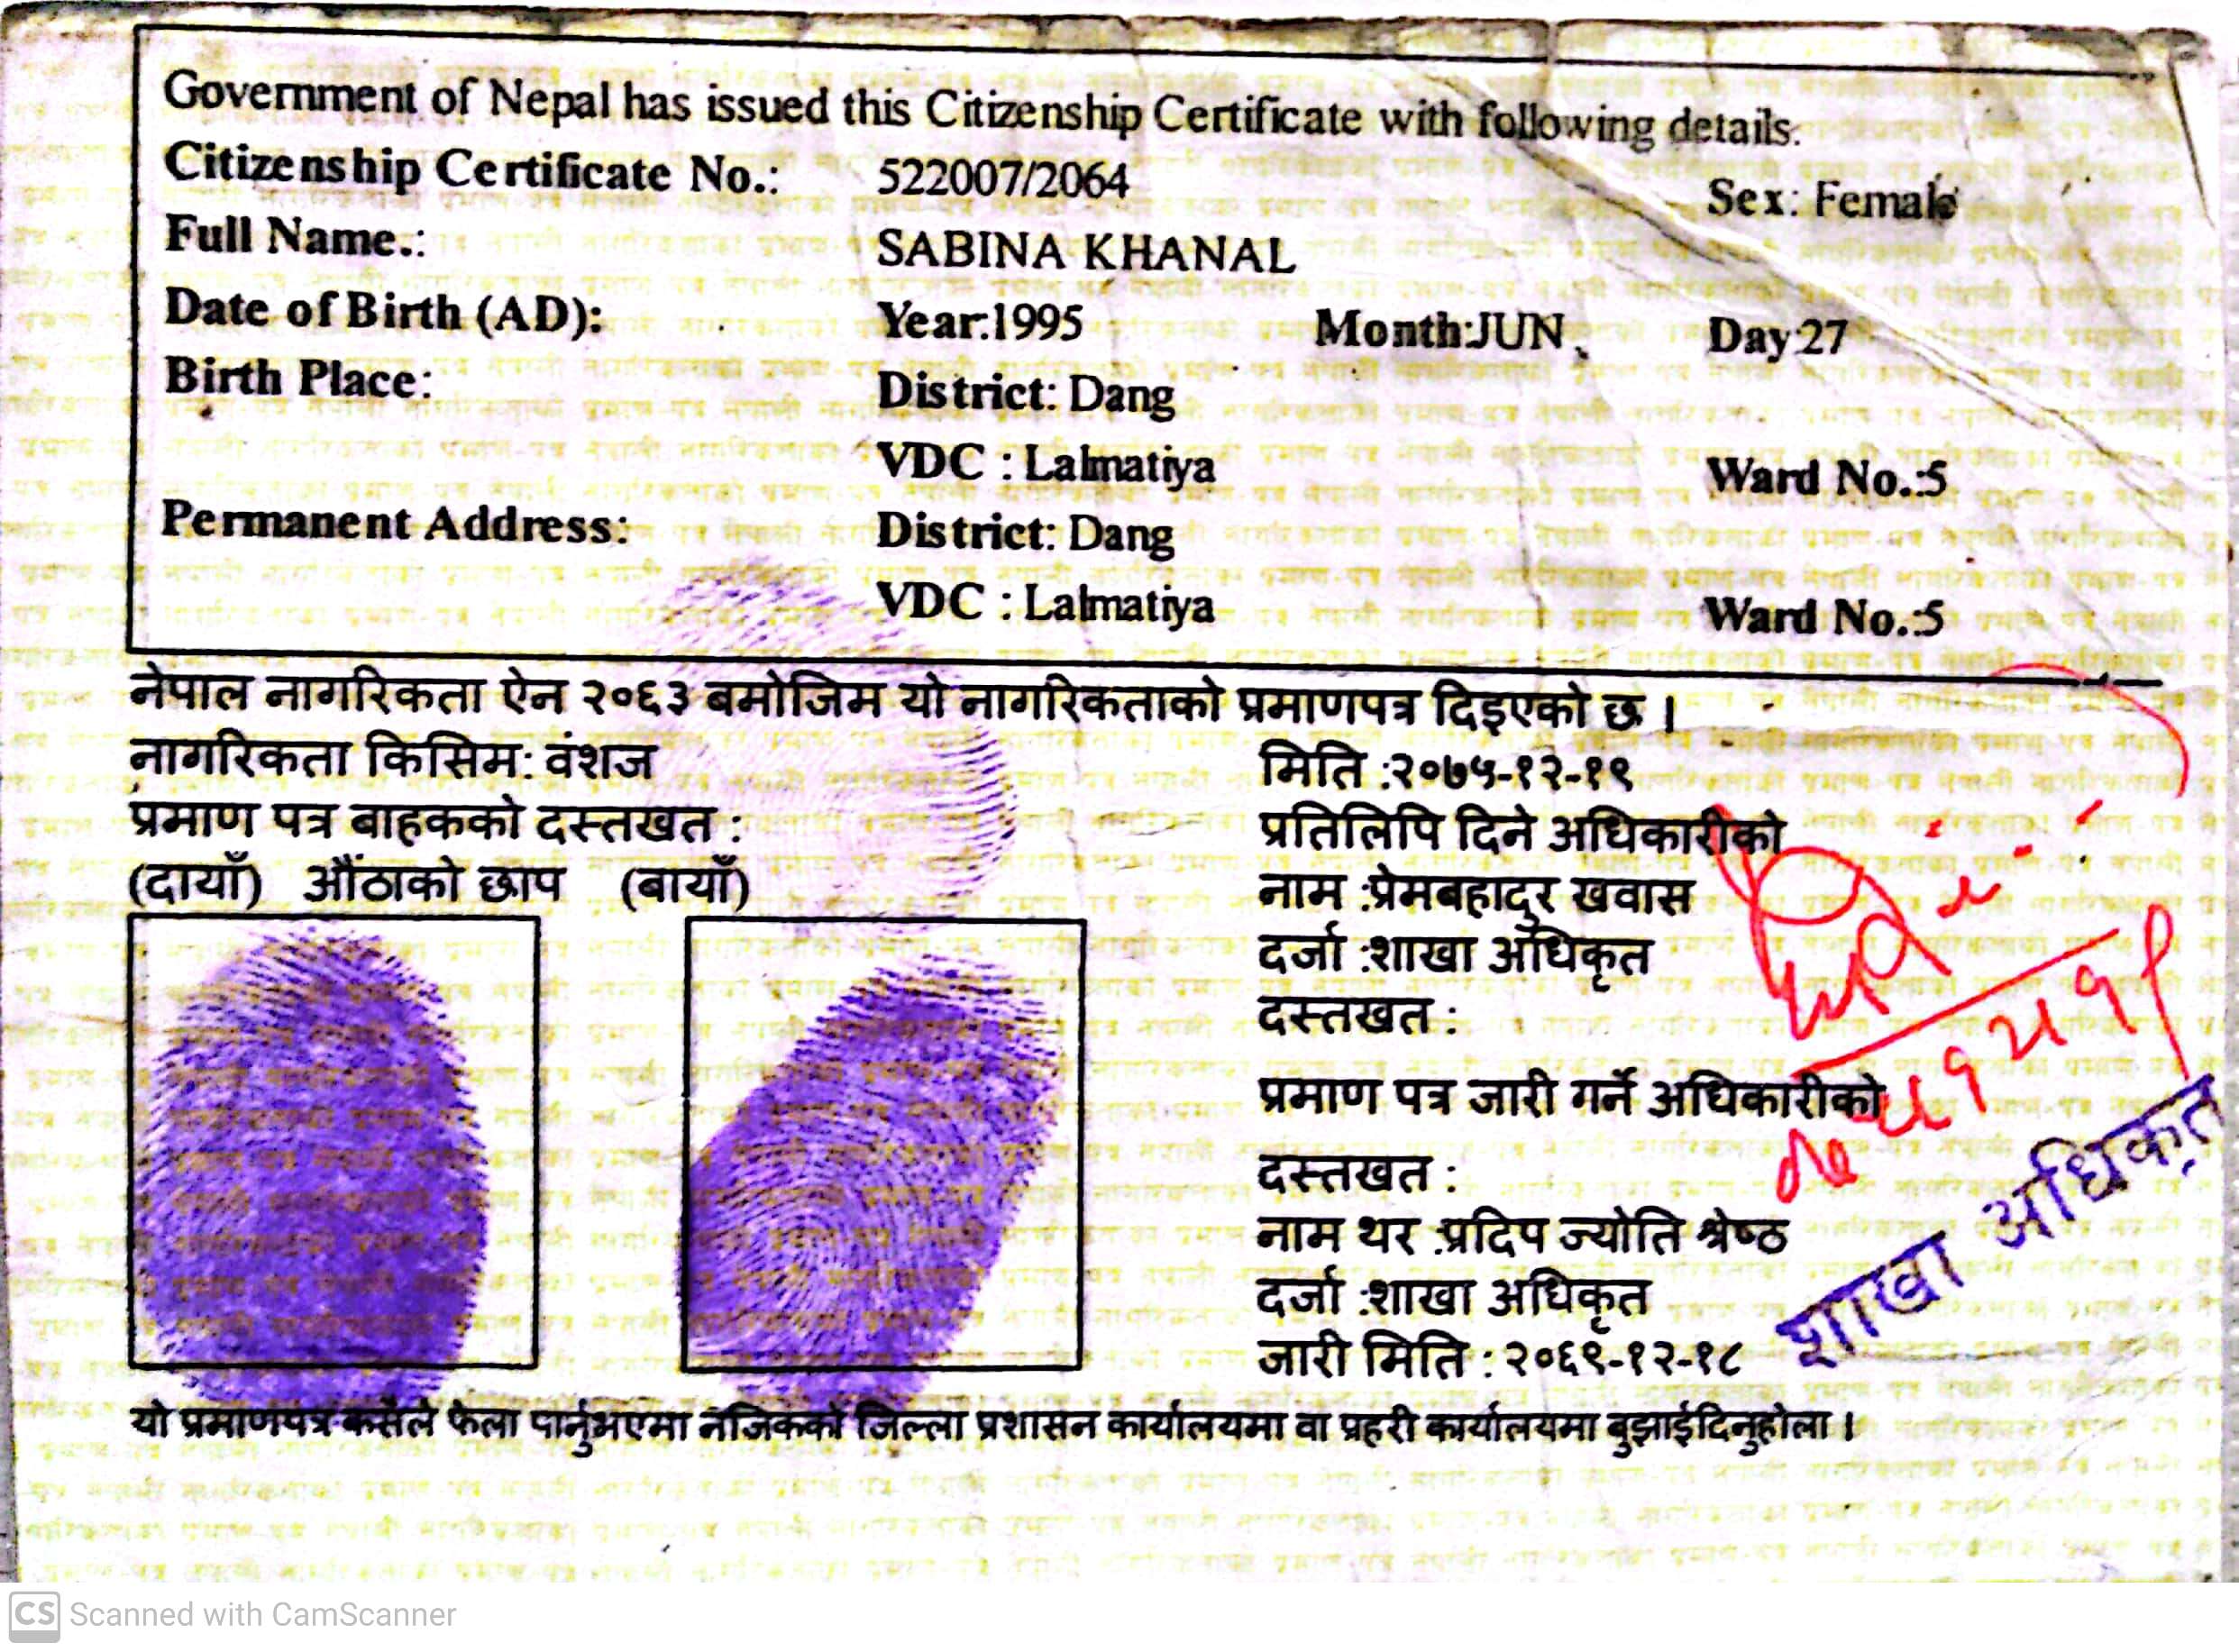 Government of Nepal has issued this Citizenship Certificate with following details.
Citizenship Certificate No.: 522007/2064 Sex: Female
Full Name.: SABINA KHANAL
Date of Birth (AD): Year:1995 Month:JUN Day:27
Birth Place: District: Dang
VDC : Lalmatiya Ward No.:5
Permanent Address: District: Dang
VDC : Lalmatiya Ward No.:5
नेपाल नागरिकता ऐन २०६३ बमोजिम यो नागरिकताको प्रमाणपत्र दिइएको छ ।
नागरिकता किसिम: वंशज
प्रमाण पत्र बाहकको दस्तखत :
(दायाँ) औंठाको छाप (बायाँ)
मिति :२०७५-१२-१९
प्रतिलिपि दिने अधिकारीको
नाम :प्रेमबहादुर खवास
दर्जा :शाखा अधिकृत
दस्तखत :
प्रमाण पत्र जारी गर्ने अधिकारीको
दस्तखत :
नाम थर :प्रदिप ज्योति श्रेष्ठ
दर्जा :शाखा अधिकृत
जारी मिति : २०६९-१२-१८
शाखा अधिकृत
यो प्रमाणपत्र कसैले फेला पार्नुभएमा नजिकको जिल्ला प्रशासन कार्यालयमा वा प्रहरी कार्यालयमा बुझाईदिनुहोला ।
CS Scanned with CamScanner